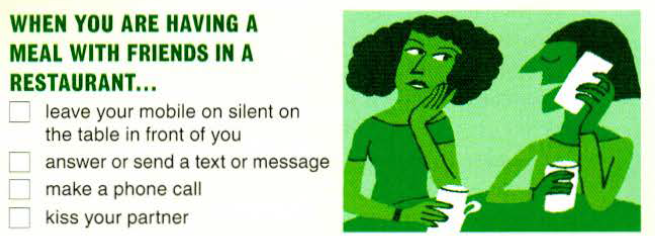 WHEN YOU ARE HAVING A
MEAL WITH FRIENDS IN A
RESTAURANT...
leave your mobile on silent on
the table in front of you
answer or send a text or message
make a phone call
kiss your partner